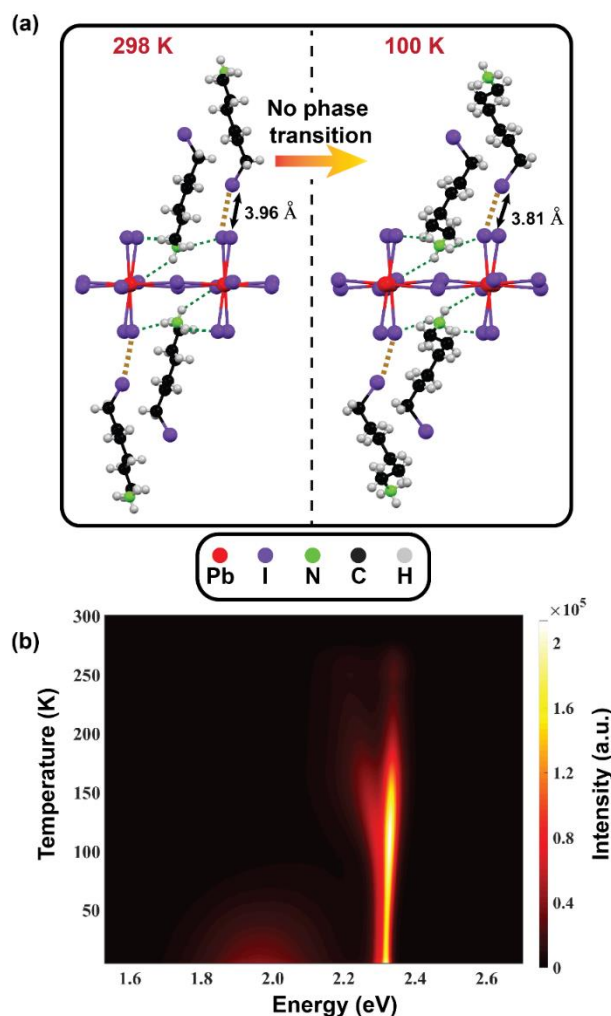 (a)
298 K
100 K
No phase
transition
3.96 Å
3.81 Å
Pb I N C H
(b)
×10⁵
300
250
200
150
100
50
Temperature (K)
1.6 1.8 2.0 2.2 2.4 2.6
Energy (eV)
2
1.6
1.2
0.8
0.4
0
Intensity (a.u.)